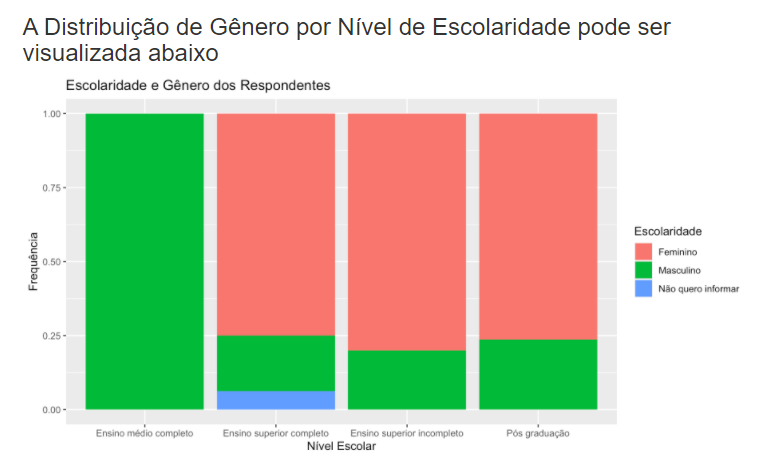 A Distribuição de Gênero por Nível de Escolaridade pode ser
visualizada abaixo
Escolaridade e Gênero dos Respondentes
1.00
0.75
0.50
0.25
0.00
Frequência
Ensino médio completo
Ensino superior completo
Ensino superior incompleto
Pós graduação
Nível Escolar
Escolaridade
Feminino
Masculino
Não quero informar